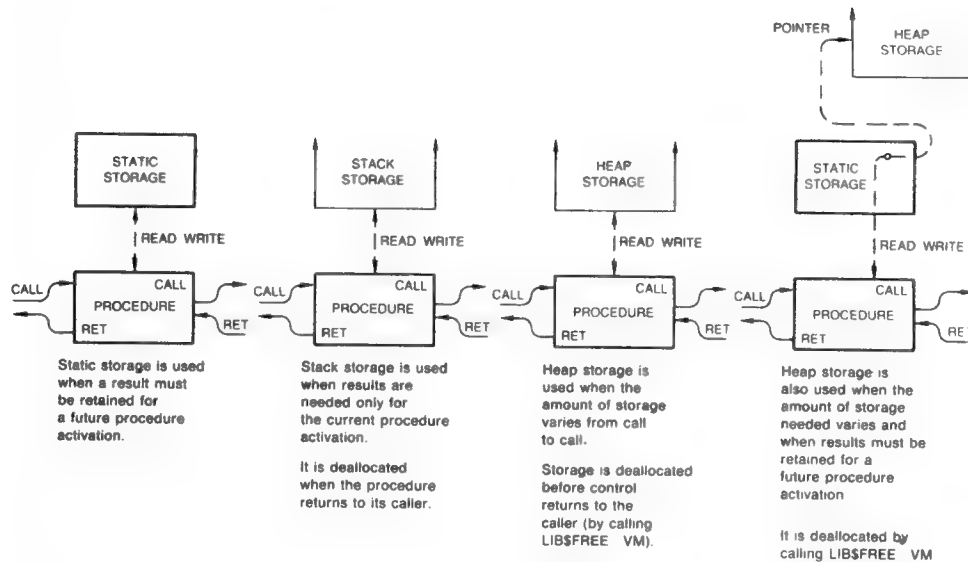 POINTER
HEAP
STORAGE
STATIC
STORAGE
READ WRITE
CALL
CALL
PROCEDURE
RET
RET
Static storage is used
when a result must
be retained for
a future procedure
activation.
STACK
STORAGE
READ WRITE
CALL
CALL
PROCEDURE
RET
RET
Stack storage is used
when results are
needed only for
the current procedure
activation.
It is deallocated
when the procedure
returns to its caller.
HEAP
STORAGE
READ WRITE
CALL
CALL
PROCEDURE
RET
RET
Heap storage is
used when the
amount of storage
varies from call
to call.
Storage is deallocated
before control
returns to the
caller (by calling
LIB$FREE VM).
STATIC
STORAGE
READ WRITE
CALL
CALL
PROCEDURE
RET
RET
Heap storage is
also used when the
amount of storage
needed varies and
when results must be
retained for a
future procedure
activation
It is deallocated by
calling LIB$FREE VM